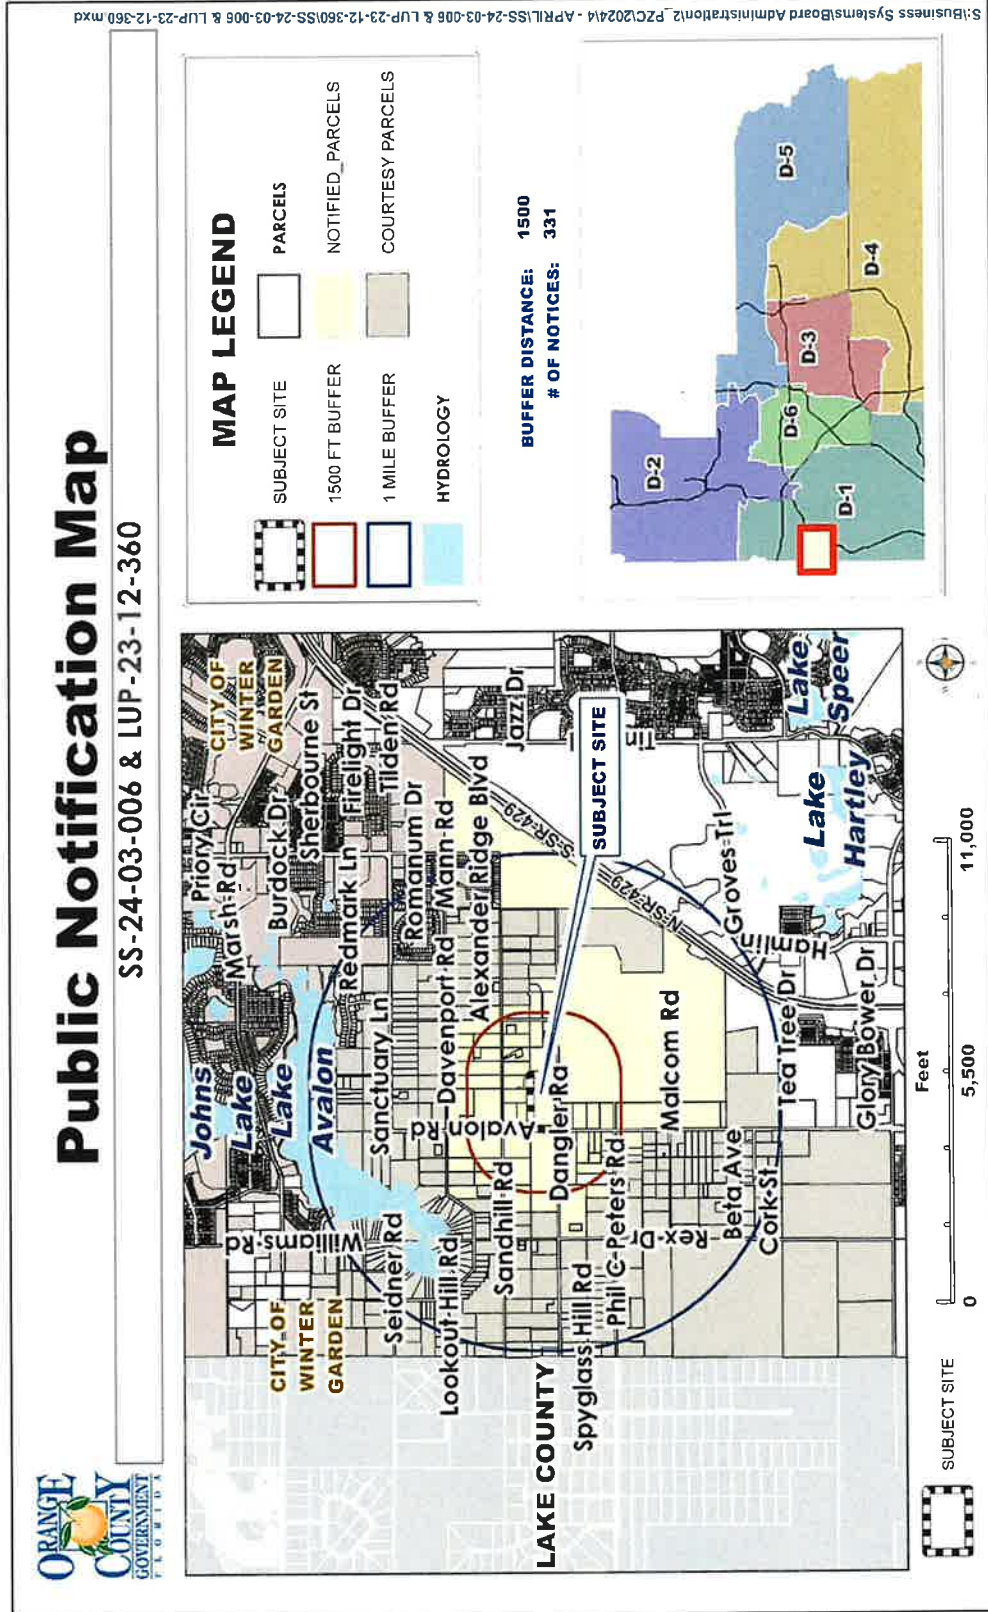 Public Notification Map
SS-24-03-006 & LUP-23-12-360
ORANGE
COUNTY
GOVERNMENT
FLORIDA
MAP LEGEND
SUBJECT SITE
PARCELS
1500 FT BUFFER
NOTIFIED_PARCELS
1 MILE BUFFER
COURTESY PARCELS
HYDROLOGY
BUFFER DISTANCE: 1500
# OF NOTICES: 331
D-2
D-5
D-6
D-3
D-4
D-1
CITY OF
WINTER
GARDEN
Johns
Lake
Priory Cir
Marsh Rd
Burdock Dr
Sherbourne St
Lake
Avalon
Redmark Ln
Firelight Dr
Tilden Rd
Williams Rd
CITY OF
WINTER
GARDEN
Sanctuary Ln
Romanum Dr
Seidner Rd
Davenport Rd
Mann Rd
Lookout Hill Rd
Avalon Rd
Alexander Ridge Blvd
Jazz Dr
Sandhill Rd
S SR 429
LAKE COUNTY
Dangler Rd
SUBJECT SITE
Spyglass Hill Rd
Phil C Peters Rd
N SR 429
Rex Dr
Malcom Rd
Groves Trl
Beta Ave
Cork St
Tea Tree Dr
Hamlin
Lake
Speer
Lake
Hartley
Glory Bower Dr
SUBJECT SITE
Feet
0
5,500
11,000
S:\Business Systems\Board Administration\2_PZC\2024\4 - APRIL\SS-24-03-006 & LUP-23-12-360\SS-24-03-006 & LUP-23-12-360.mxd